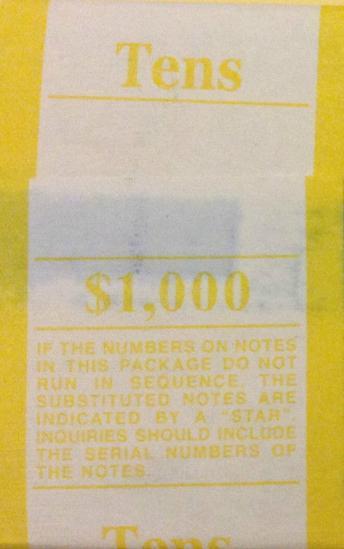 Tens
$1,000
IF THE NUMBERS ON NOTES
IN THIS PACKAGE DO NOT
RUN IN SEQUENCE, THE
SUBSTITUTED NOTES ARE
INDICATED BY A "STAR".
INQUIRIES SHOULD INCLUDE
THE SERIAL NUMBERS OF
THE NOTES.
Tens